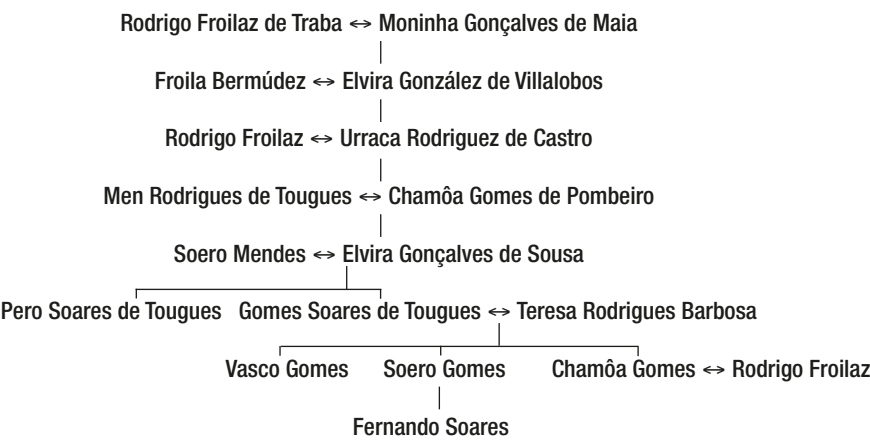 Rodrigo Froilaz de Traba ↔ Moninha Gonçalves de Maia
Froila Bermúdez ↔ Elvira González de Villalobos
Rodrigo Froilaz ↔ Urraca Rodriguez de Castro
Men Rodrigues de Tougues ↔ Chamôa Gomes de Pombeiro
Soero Mendes ↔ Elvira Gonçalves de Sousa
Pero Soares de Tougues Gomes Soares de Tougues ↔ Teresa Rodrigues Barbosa
Vasco Gomes Soero Gomes Chamôa Gomes ↔ Rodrigo Froilaz
Fernando Soares